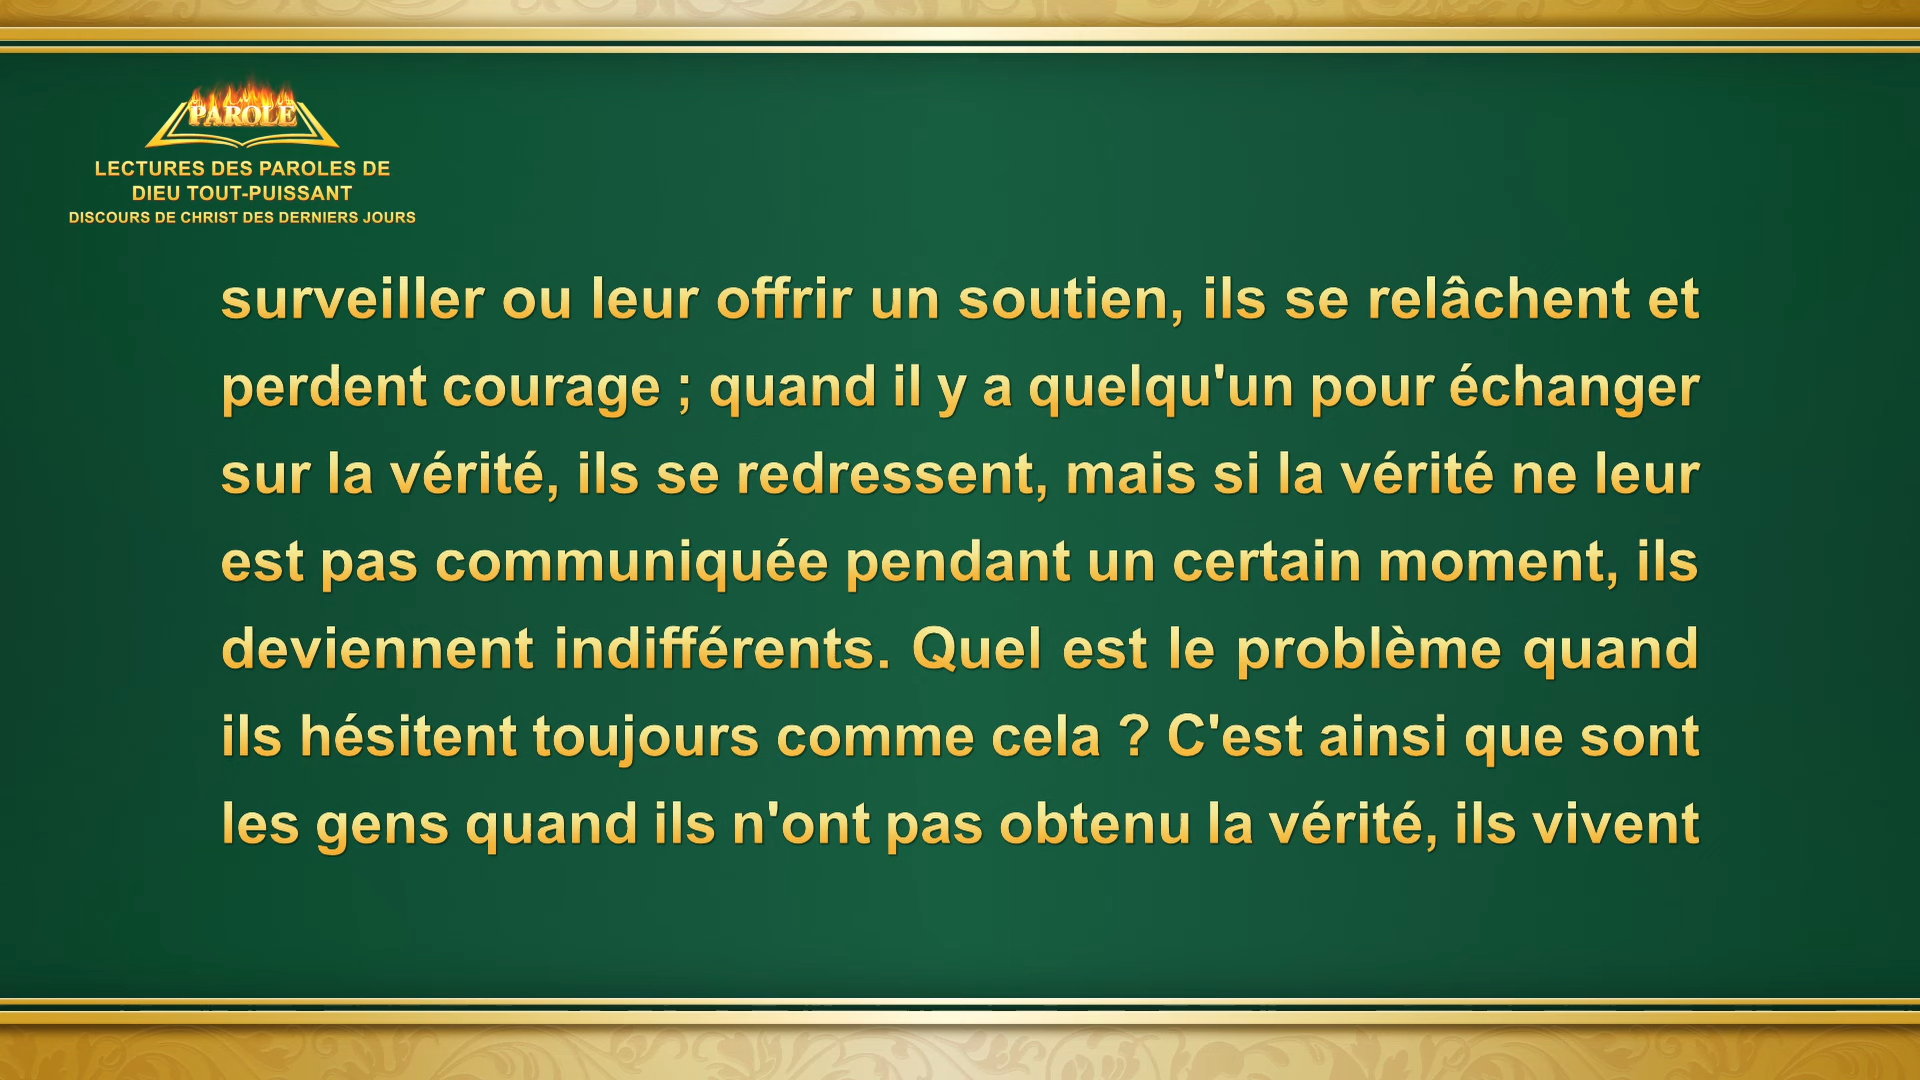 PAROLE
LECTURES DES PAROLES DE
DIEU TOUT-PUISSANT
DISCOURS DE CHRIST DES DERNIERS JOURS
surveiller ou leur offrir un soutien, ils se relâchent et
perdent courage ; quand il y a quelqu'un pour échanger
sur la vérité, ils se redressent, mais si la vérité ne leur
est pas communiquée pendant un certain moment, ils
deviennent indifférents. Quel est le problème quand
ils hésitent toujours comme cela ? C'est ainsi que sont
les gens quand ils n'ont pas obtenu la vérité, ils vivent